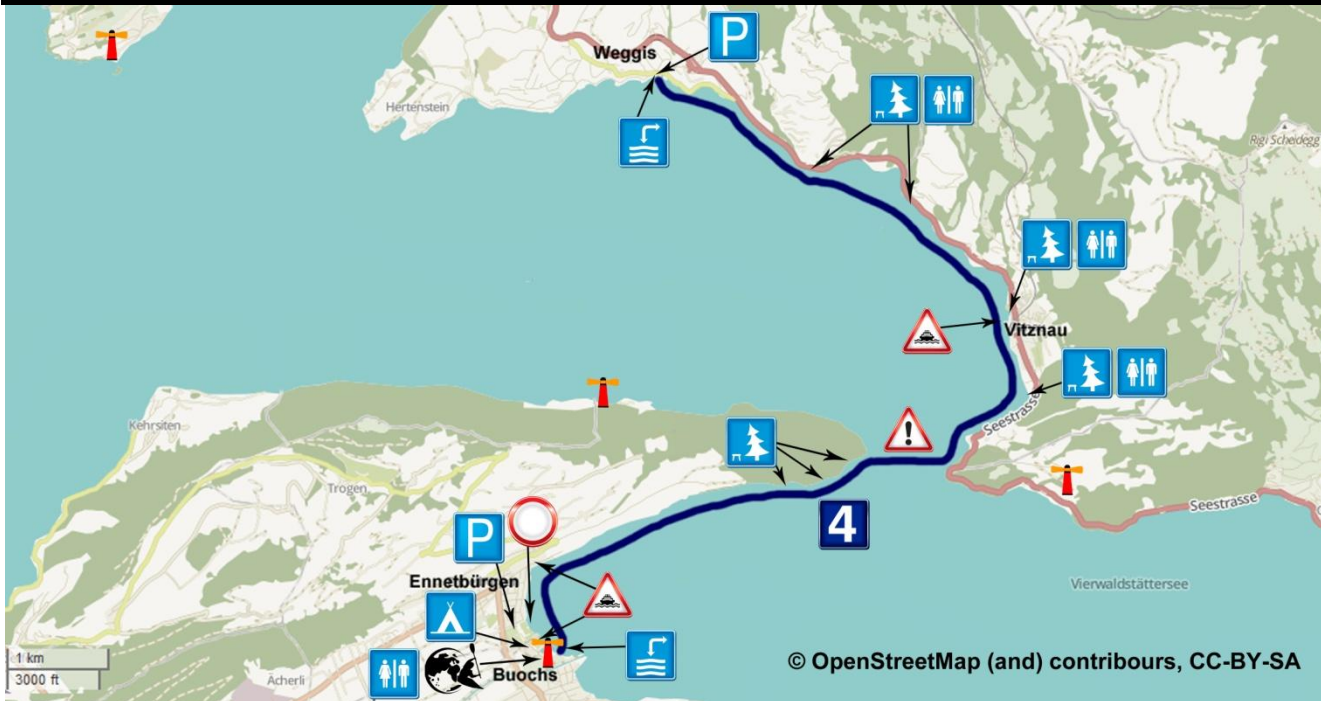 Weggis
P
Hertenstein
Rigi Scheidegg
Vitznau
Seestrasse
Kehrsiten
Trogen
4
Seestrasse
P
Ennetbürgen
Vierwaldstättersee
1 km
3000 ft
Ächerli
Buochs
© OpenStreetMap (and) contribours, CC-BY-SA